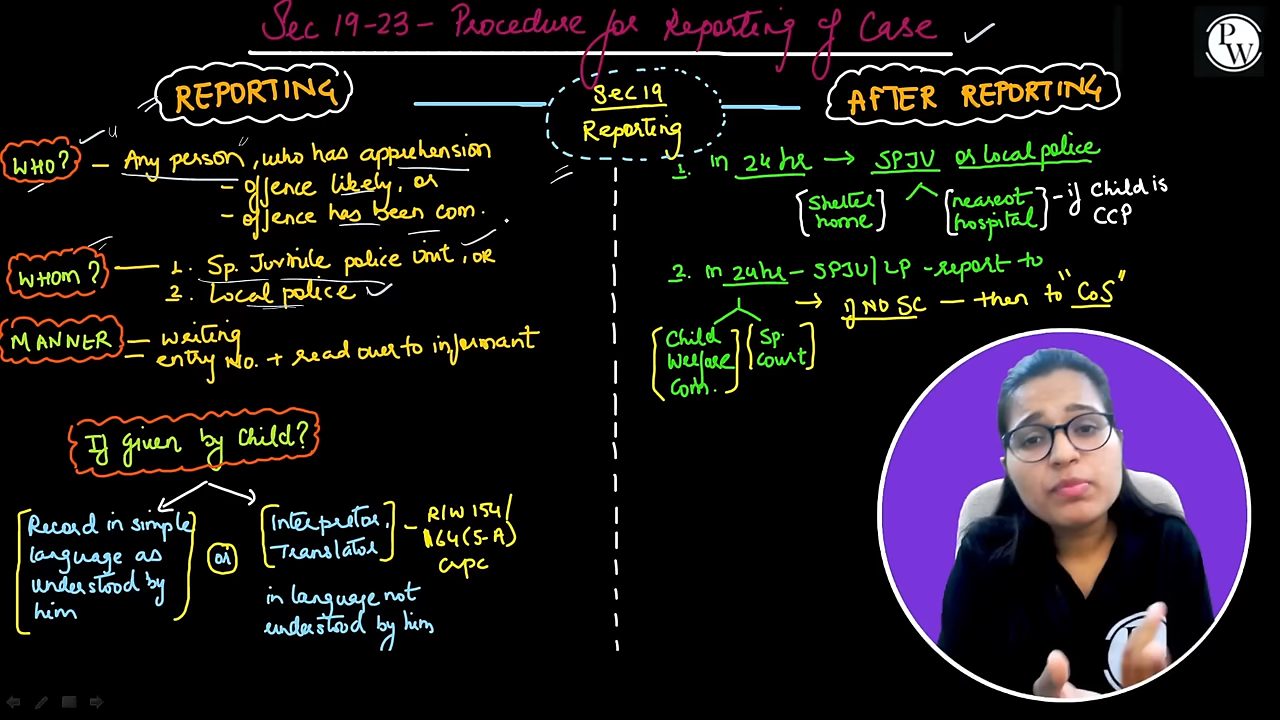 Sec 19-23 - Procedure for Reporting of Case
PW
REPORTING
WHO? - Any person, who has apprehension
- offence likely, or
- offence has been com.
WHOM? - 1. Sp. Juvinile police Unit, OR
2. Local police
MANNER - writing
- entry No. + read over to informant
If given by child?
Record in simple
language as
understood by
him
or
Interpretor,
Translator
- R/W 154/
164(5-A)
crpc
in language not
understood by him
Sec 19
Reporting
AFTER REPORTING
1. In 24 hr → SPJU or local police
[Shelter
home]
[nearest
hospital] - if Child is
CCP
2. In 24hr - SPJU/LP - report to
→ if NO SC - then to "CoS"
[Child
Welfare
Com.]
[Sp.
Court]
PW